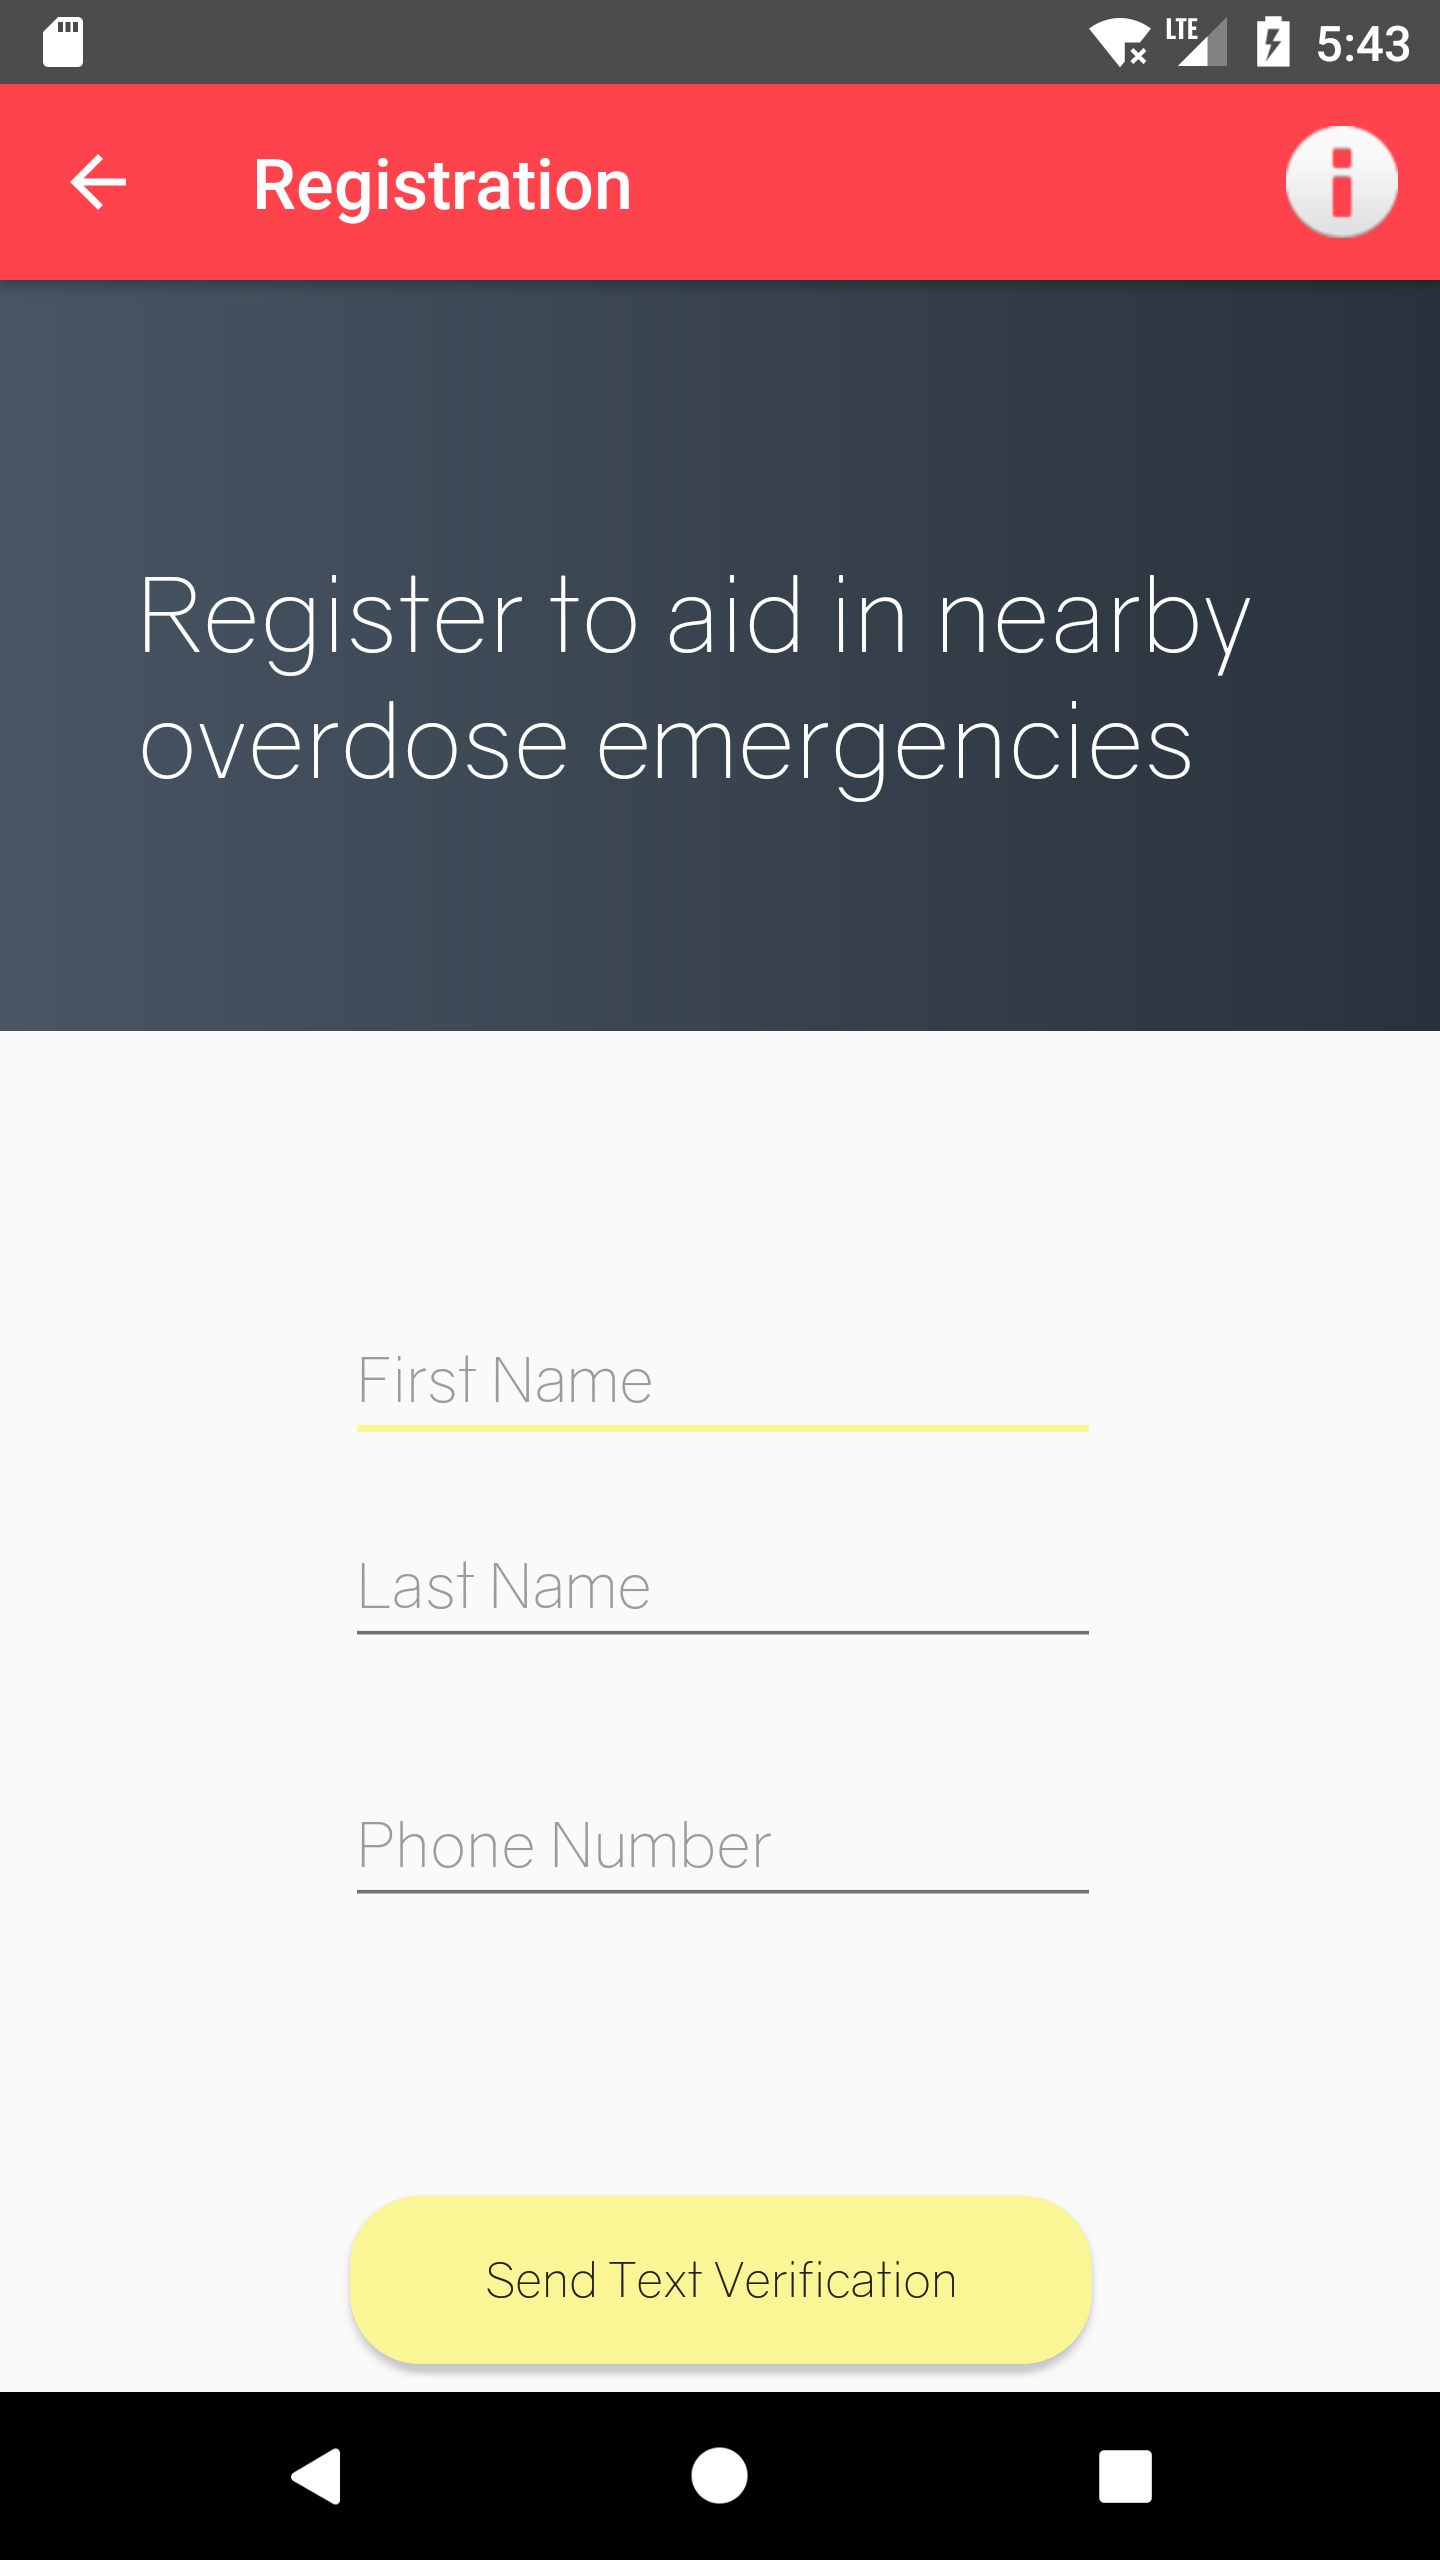 LTE 5:43
Registration
Register to aid in nearby
overdose emergencies
First Name
Last Name
Phone Number
Send Text Verification